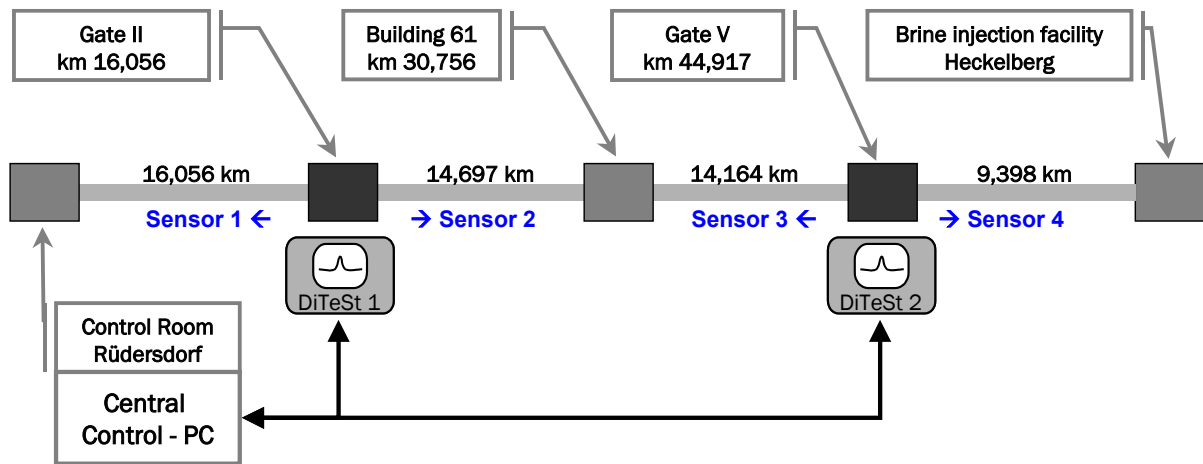 Gate II
km 16,056
Building 61
km 30,756
Gate V
km 44,917
Brine injection facility
Heckelberg
16,056 km
14,697 km
14,164 km
9,398 km
Sensor 1 ←
→ Sensor 2
Sensor 3 ←
→ Sensor 4
DiTeSt 1
DiTeSt 2
Control Room
Rüdersdorf
Central
Control - PC